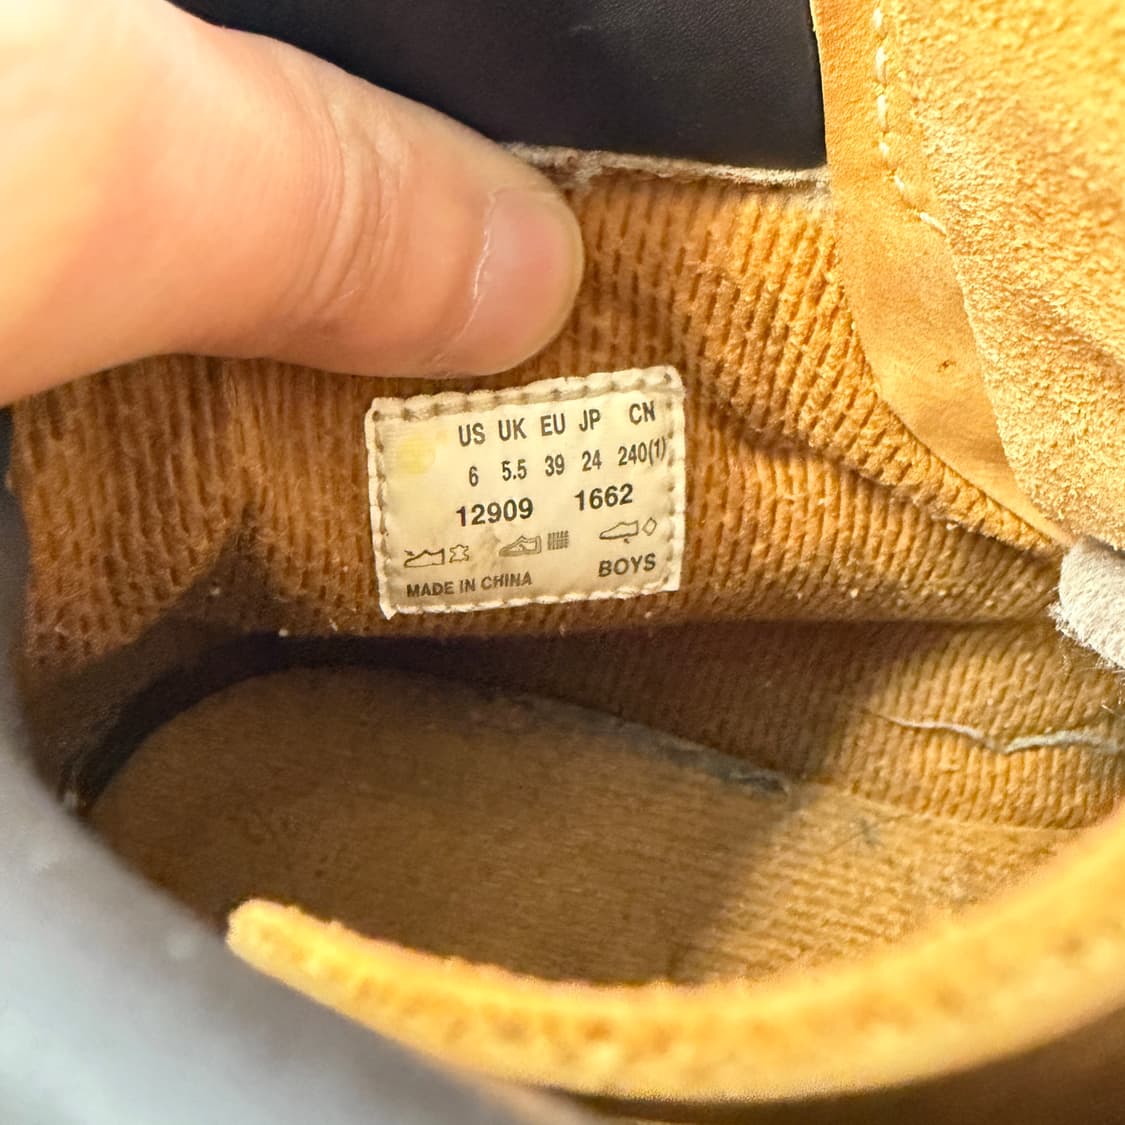 US UK EU JP CN
6 5.5 39 24 240(1)
12909 1662
BOYS
MADE IN CHINA